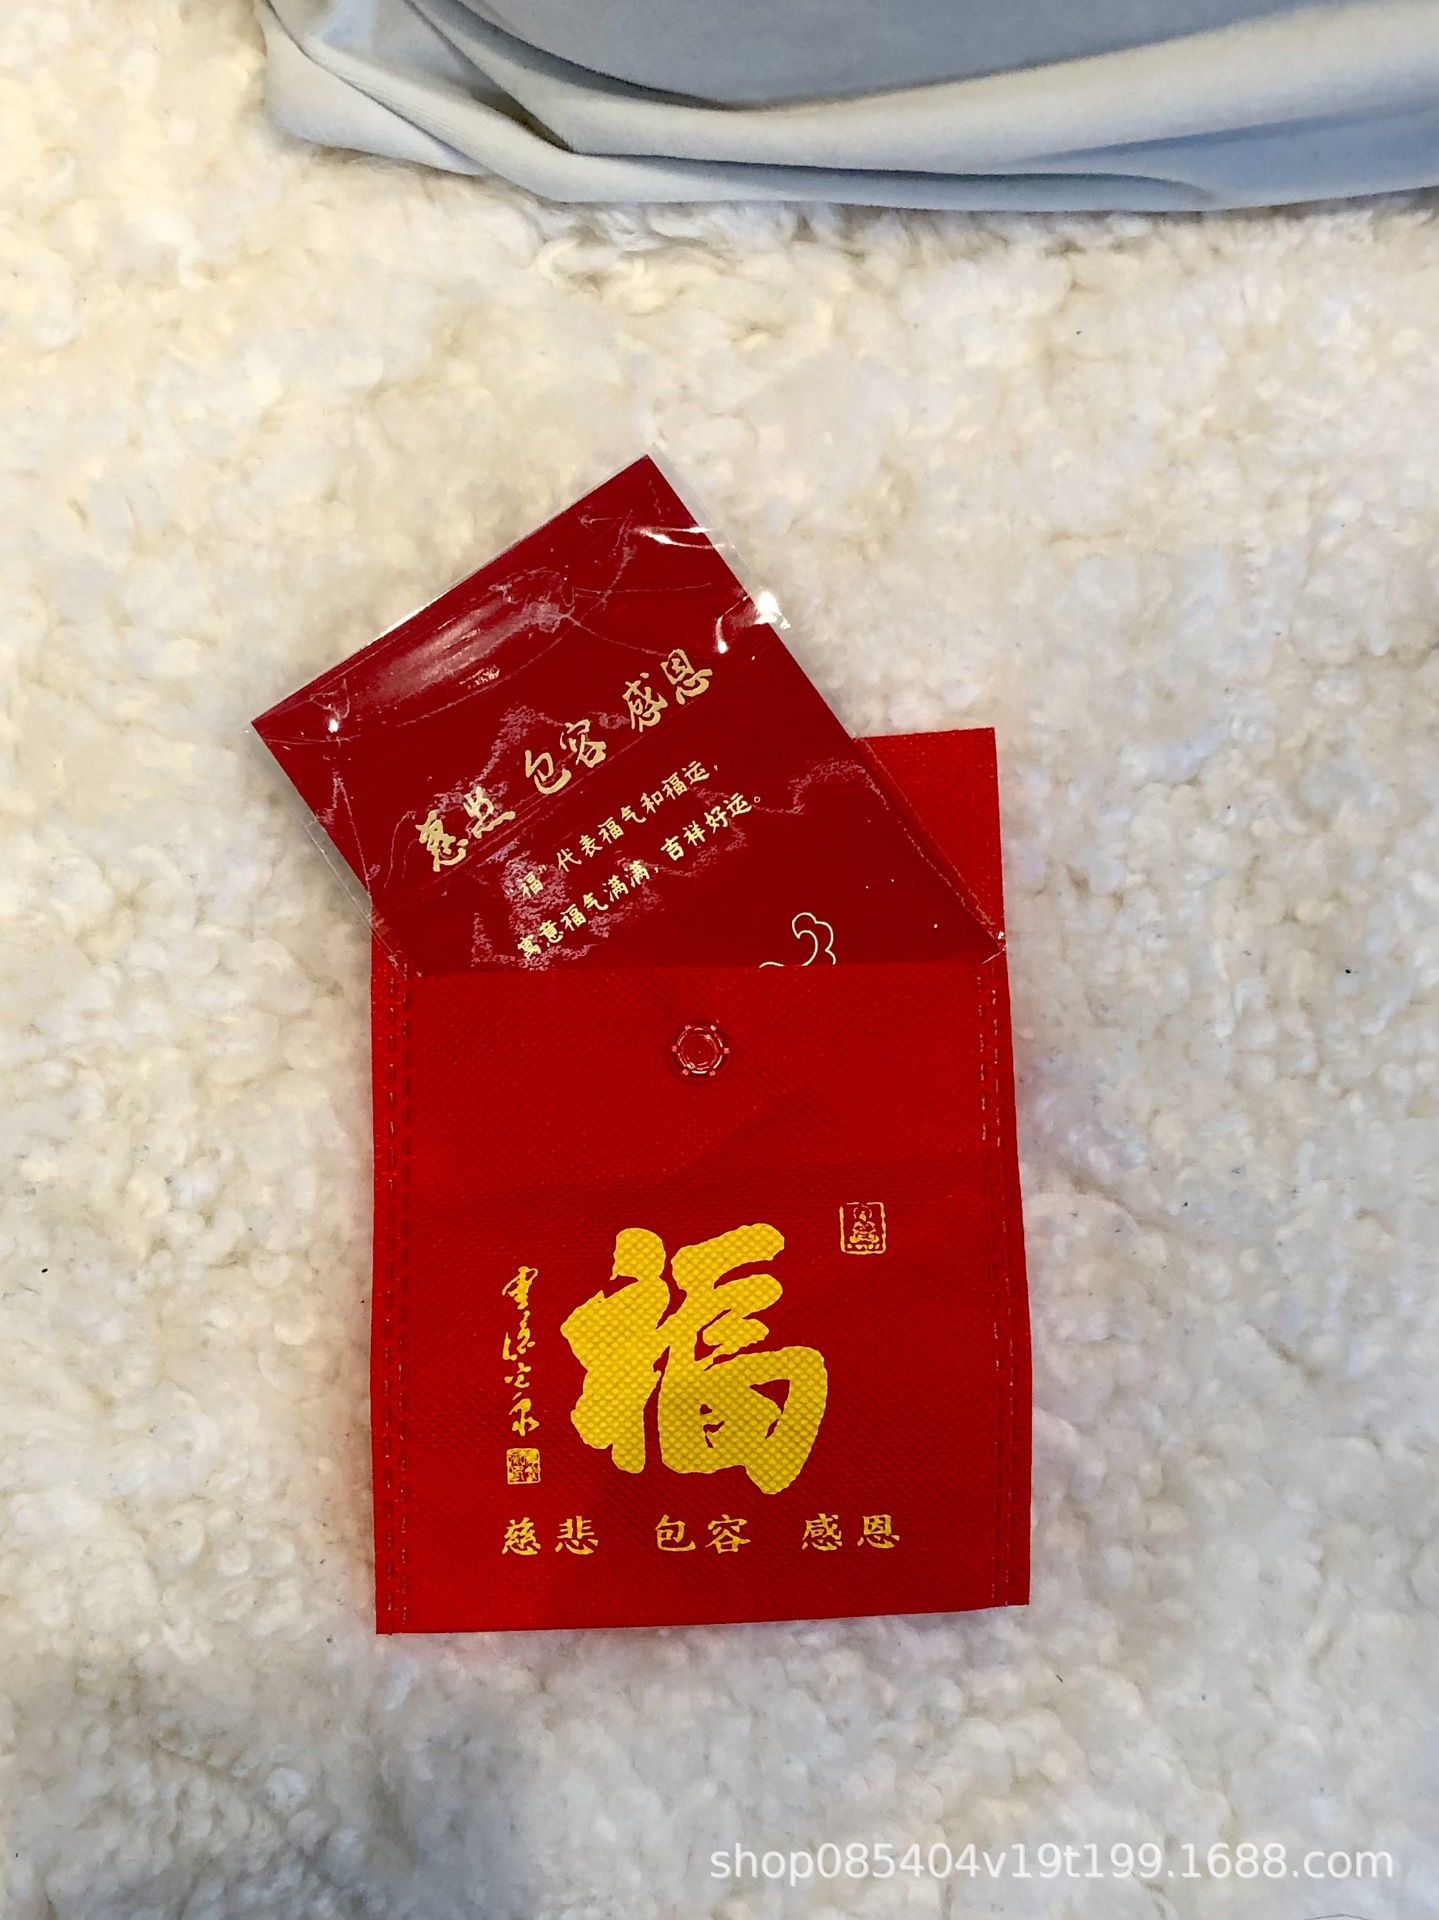 慈悲 包容 感恩
“福”代表福气和福运，
寓意福气满满，吉祥好运。
福
慈悲 包容 感恩
shop085404v19t199.1688.com